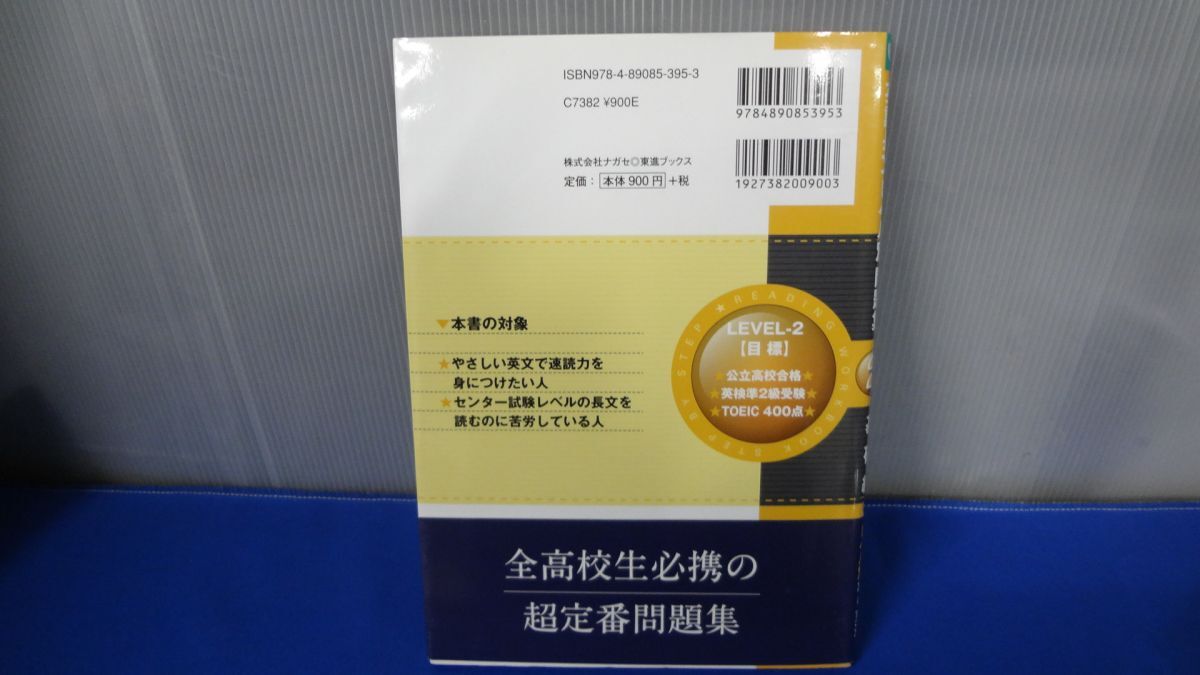 ISBN978-4-89085-395-3
C7382 ¥900E
9784890853953
1927382009003
株式会社ナガセ◎東進ブックス
定価：本体 900円+税
▼本書の対象
★やさしい英文で速読力を
身につけたい人
★センター試験レベルの長文を
読むのに苦労している人
STEP BY STEP ★ READING WORKBOOK
LEVEL-2
【目 標】
★公立高校合格★
★英検準2級受験★
★TOEIC 400点★
全高校生必携の
超定番問題集